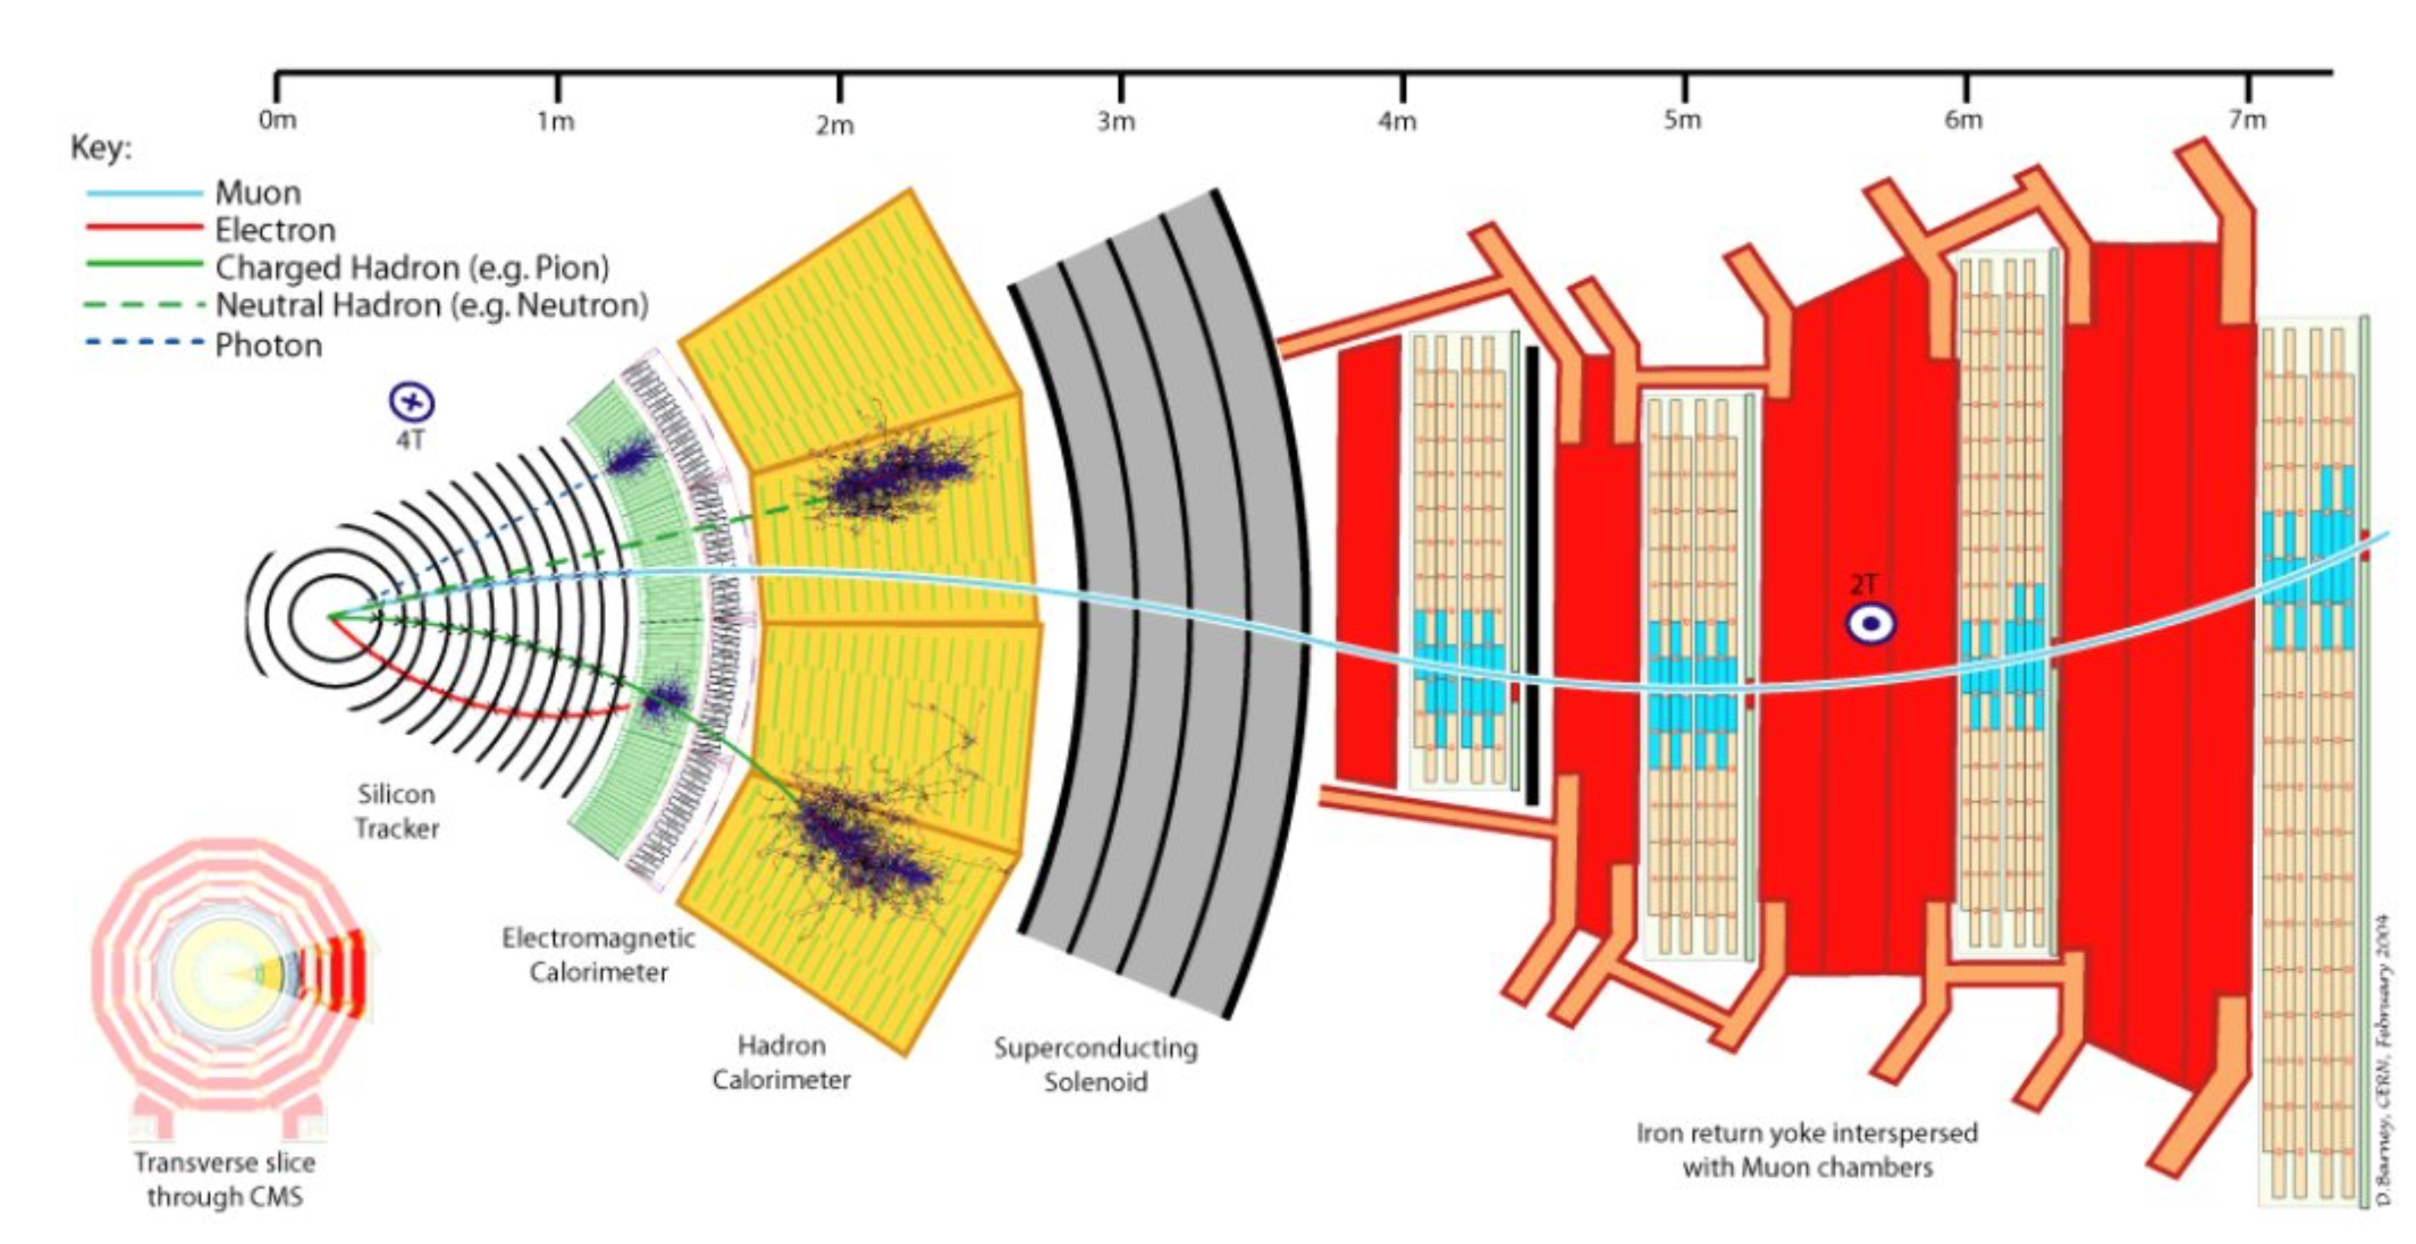 0m 1m 2m 3m 4m 5m 6m 7m
Key:
Muon
Electron
Charged Hadron (e.g. Pion)
Neutral Hadron (e.g. Neutron)
Photon
4T
2T
Silicon
Tracker
Electromagnetic
Calorimeter
Hadron
Calorimeter
Superconducting
Solenoid
Iron return yoke interspersed
with Muon chambers
Transverse slice
through CMS
D.Barney, CERN, February 2004